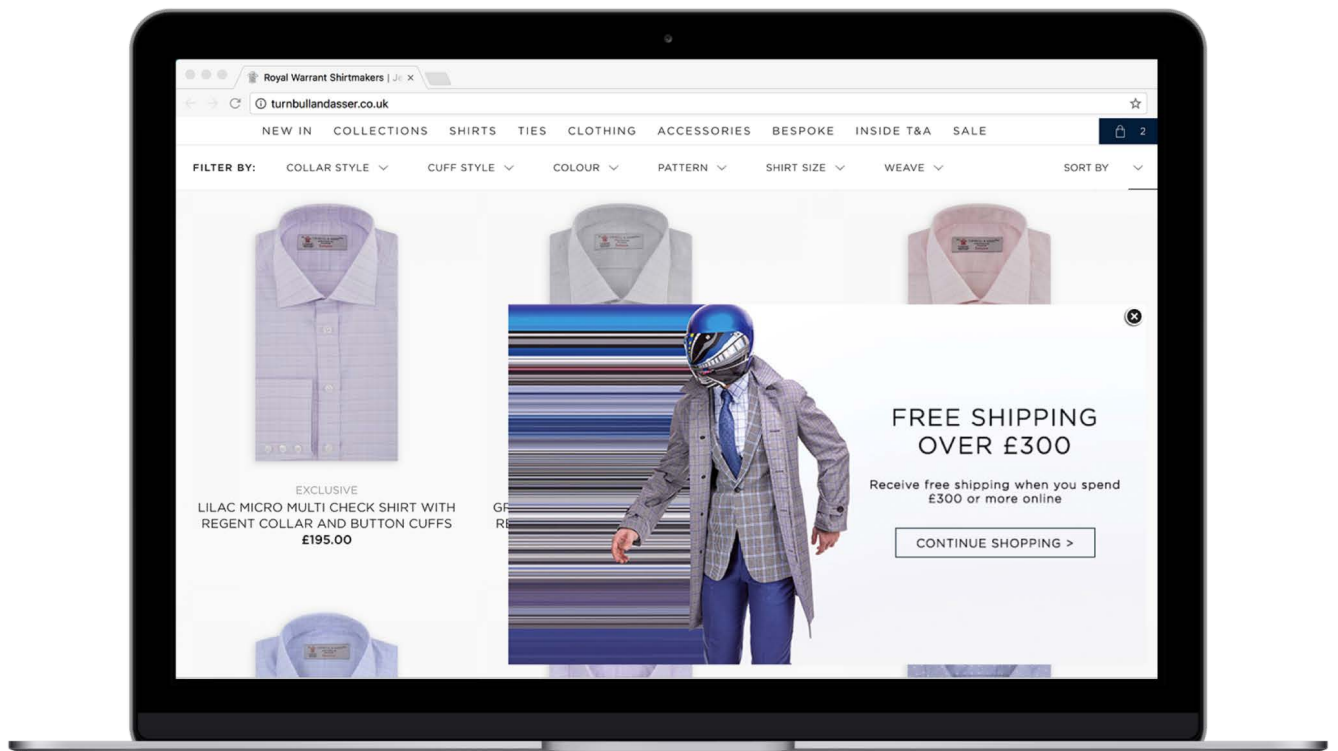 Royal Warrant Shirtmakers | Je
turnbullandasser.co.uk
NEW IN COLLECTIONS SHIRTS TIES CLOTHING ACCESSORIES BESPOKE INSIDE T&A SALE 2
FILTER BY: COLLAR STYLE CUFF STYLE COLOUR PATTERN SHIRT SIZE WEAVE SORT BY
EXCLUSIVE
LILAC MICRO MULTI CHECK SHIRT WITH
REGENT COLLAR AND BUTTON CUFFS
£195.00
FREE SHIPPING
OVER £300
Receive free shipping when you spend
£300 or more online
CONTINUE SHOPPING >